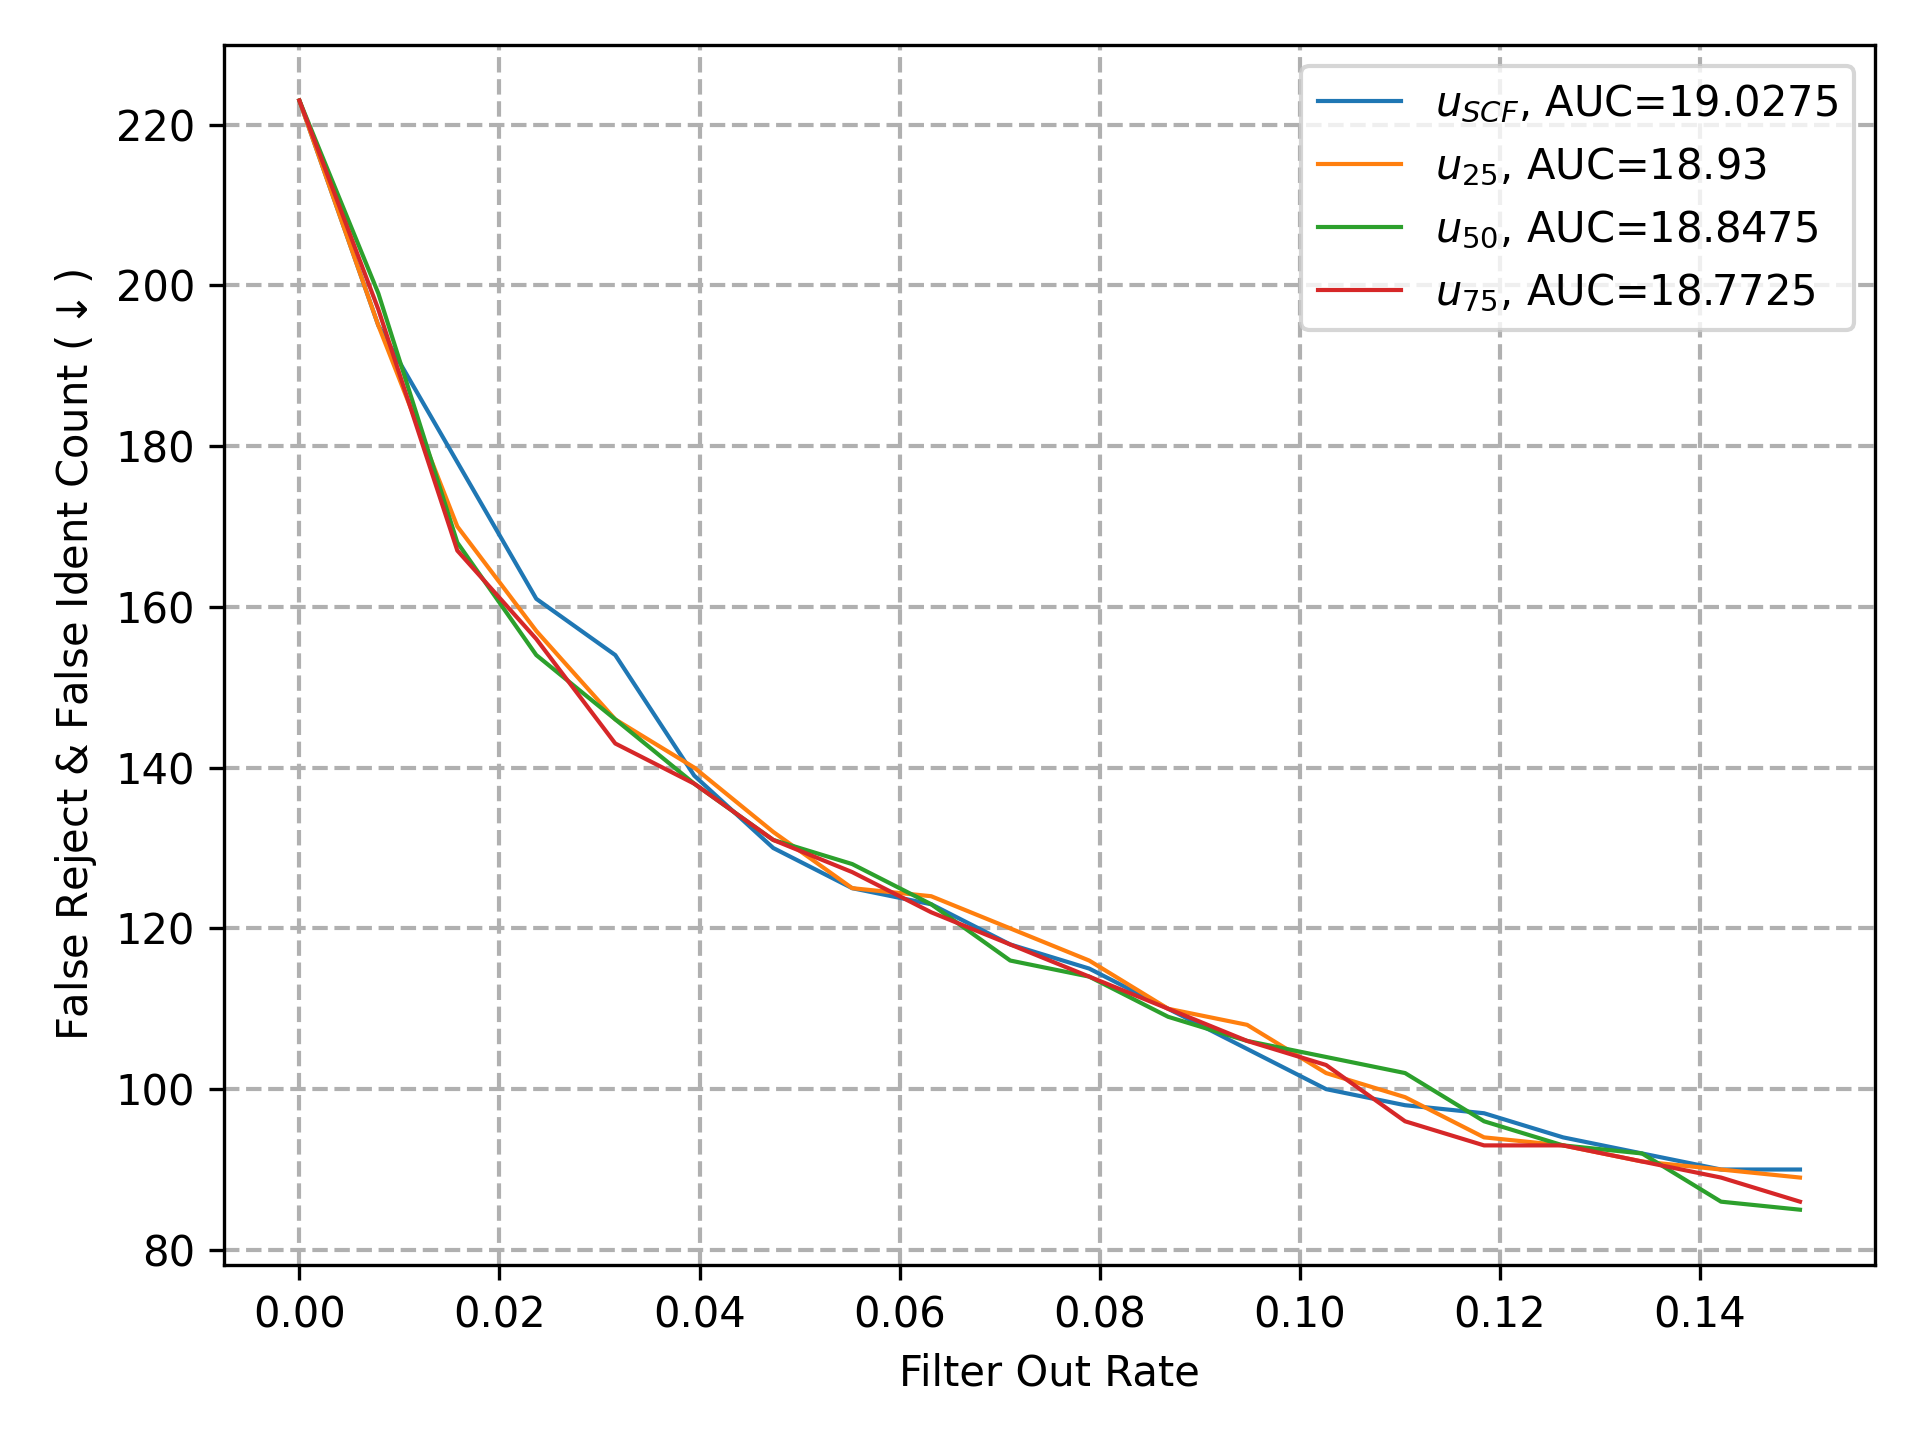 220
200
180
160
140
120
100
80
False Reject & False Ident Count (↓)
u_SCF, AUC=19.0275
u_25, AUC=18.93
u_50, AUC=18.8475
u_75, AUC=18.7725
0.00 0.02 0.04 0.06 0.08 0.10 0.12 0.14
Filter Out Rate